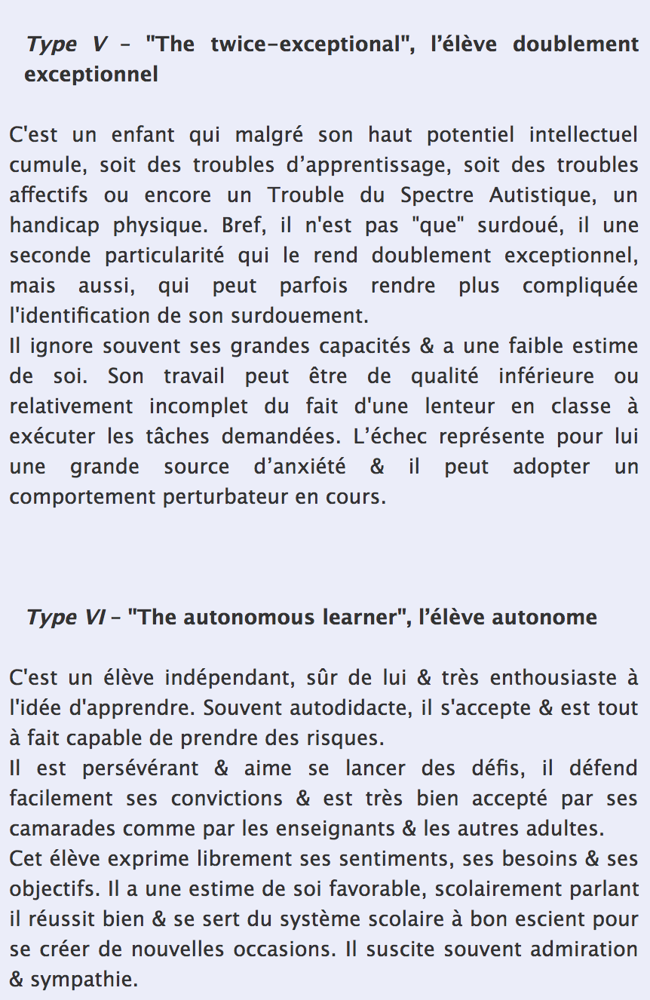 Type V – "The twice-exceptional", l’élève doublement
exceptionnel
C'est un enfant qui malgré son haut potentiel intellectuel
cumule, soit des troubles d’apprentissage, soit des troubles
affectifs ou encore un Trouble du Spectre Autistique, un
handicap physique. Bref, il n'est pas "que" surdoué, il une
seconde particularité qui le rend doublement exceptionnel,
mais aussi, qui peut parfois rendre plus compliquée
l'identification de son surdouement.
Il ignore souvent ses grandes capacités & a une faible estime
de soi. Son travail peut être de qualité inférieure ou
relativement incomplet du fait d'une lenteur en classe à
exécuter les tâches demandées. L’échec représente pour lui
une grande source d’anxiété & il peut adopter un
comportement perturbateur en cours.
Type VI – "The autonomous learner", l’élève autonome
C'est un élève indépendant, sûr de lui & très enthousiaste à
l'idée d'apprendre. Souvent autodidacte, il s'accepte & est tout
à fait capable de prendre des risques.
Il est persévérant & aime se lancer des défis, il défend
facilement ses convictions & est très bien accepté par ses
camarades comme par les enseignants & les autres adultes.
Cet élève exprime librement ses sentiments, ses besoins & ses
objectifs. Il a une estime de soi favorable, scolairement parlant
il réussit bien & se sert du système scolaire à bon escient pour
se créer de nouvelles occasions. Il suscite souvent admiration
& sympathie.